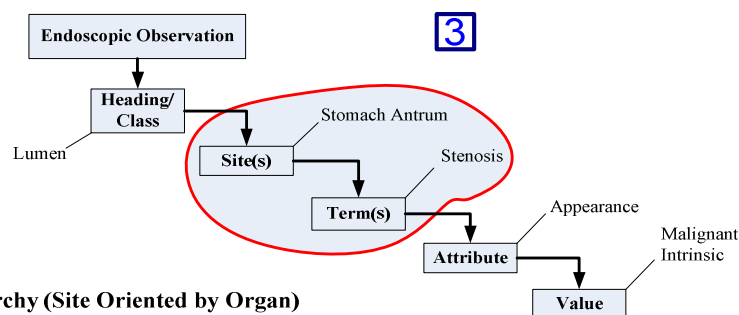 Endoscopic Observation
3
Heading/
Class
Stomach Antrum
Lumen
Site(s)
Stenosis
Term(s)
Appearance
Malignant
Intrinsic
Attribute
Value
(Site Oriented by Organ)